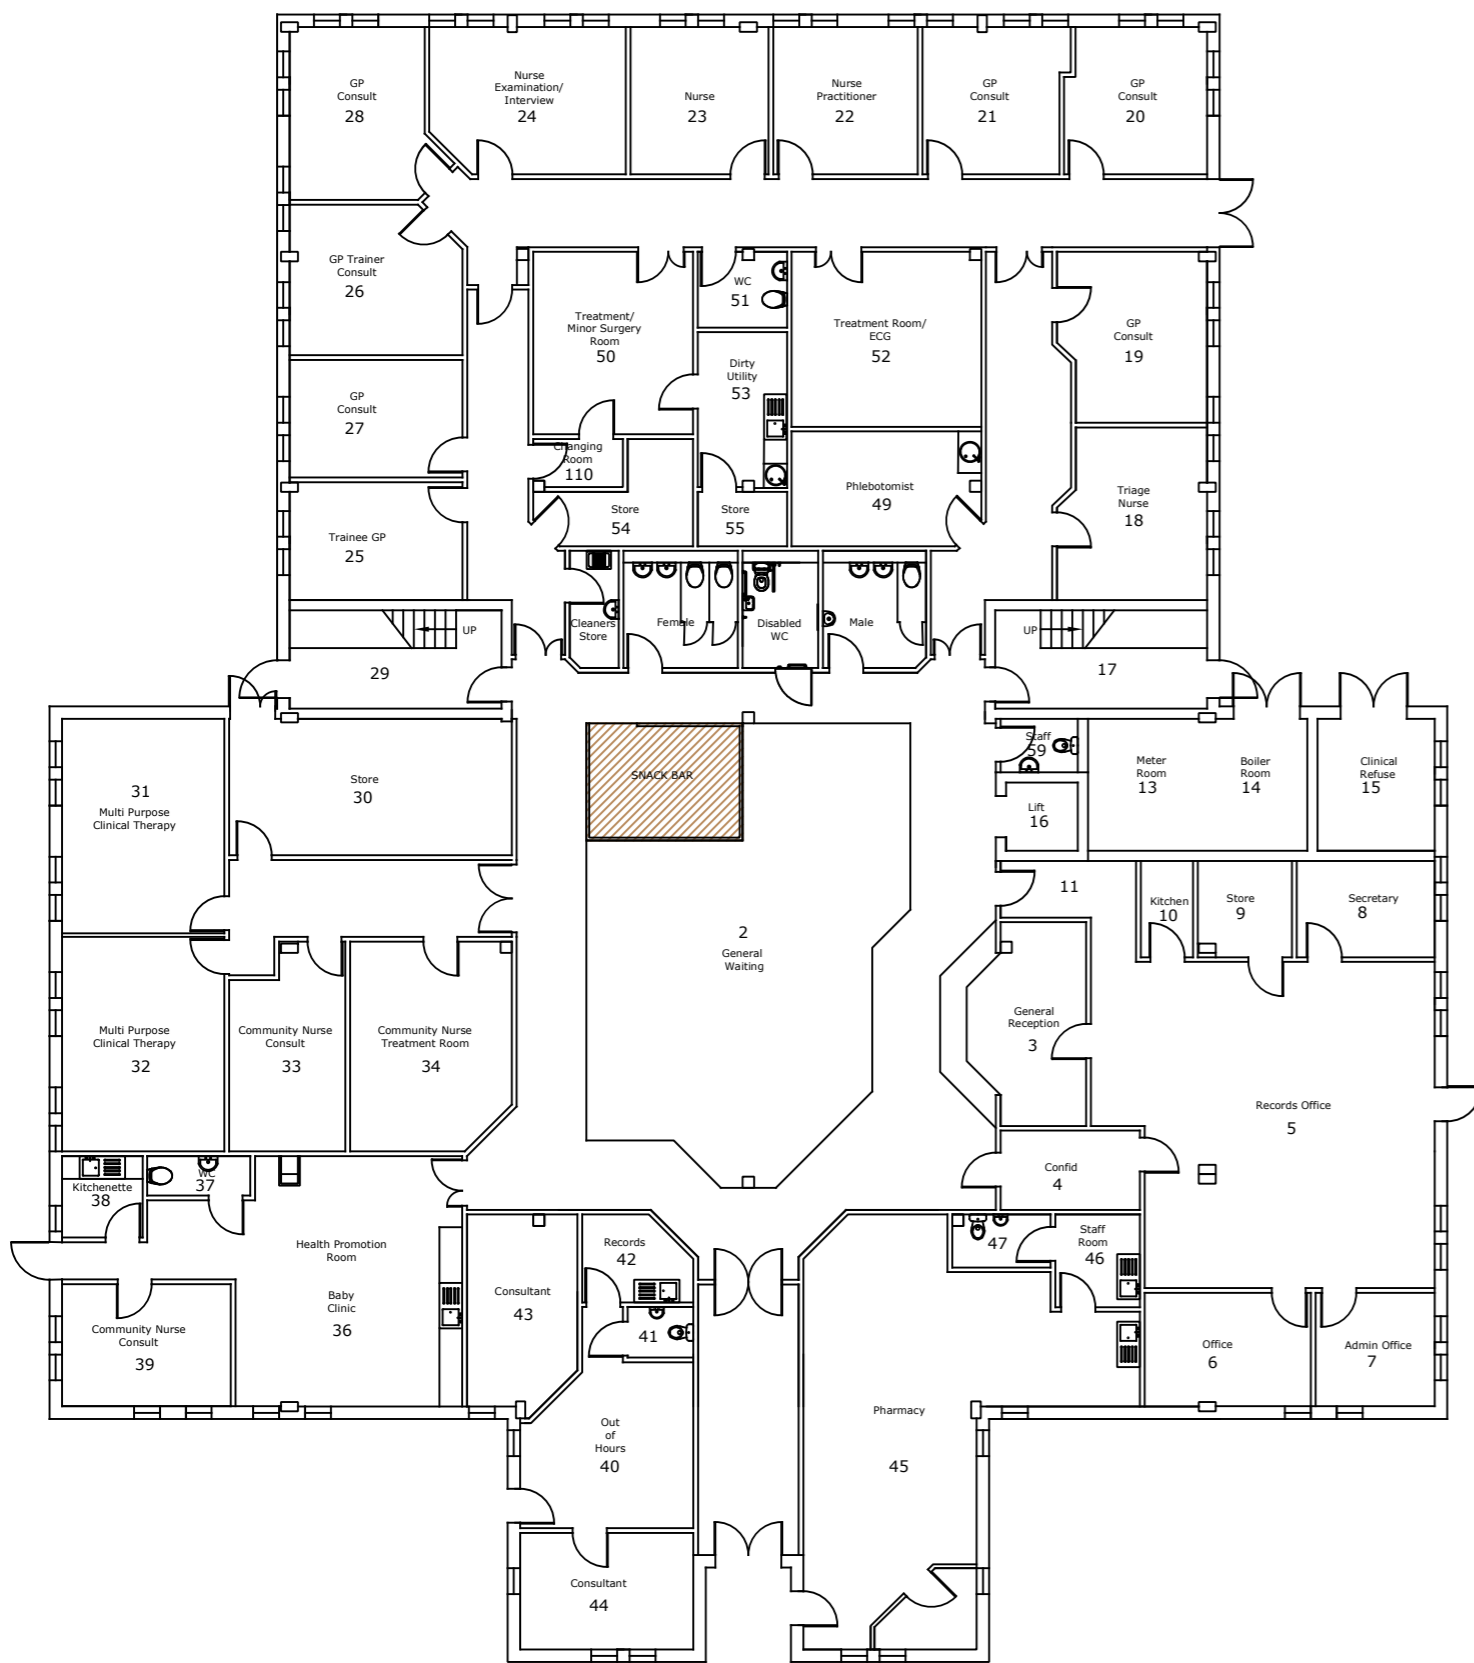 GP
Consult
28
Nurse
Examination/
Interview
24
Nurse
23
Nurse
Practitioner
22
GP
Consult
21
GP
Consult
20
GP Trainer
Consult
26
Treatment/
Minor Surgery
Room
50
WC
51
Treatment Room/
ECG
52
GP
Consult
19
Dirty
Utility
53
GP
Consult
27
Changing
Room
110
Phlebotomist
49
Triage
Nurse
18
Trainee GP
25
Store
54
Store
55
UP
Cleaners
Store
Female
Disabled
WC
Male
UP
29
17
31
Multi Purpose
Clinical Therapy
Store
30
SNACK BAR
Staff
59
Meter
Room
13
Boiler
Room
14
Clinical
Refuse
15
Lift
16
11
Kitchen
10
Store
9
Secretary
8
2
General
Waiting
Multi Purpose
Clinical Therapy
32
Community Nurse
Consult
33
Community Nurse
Treatment Room
34
General
Reception
3
Records Office
5
Confid
4
Kitchenette
38
WC
37
Health Promotion
Room
Baby
Clinic
36
Records
42
47
Staff
Room
46
Consultant
43
41
Community Nurse
Consult
39
Office
6
Admin Office
7
Out
of
Hours
40
Pharmacy
45
Consultant
44